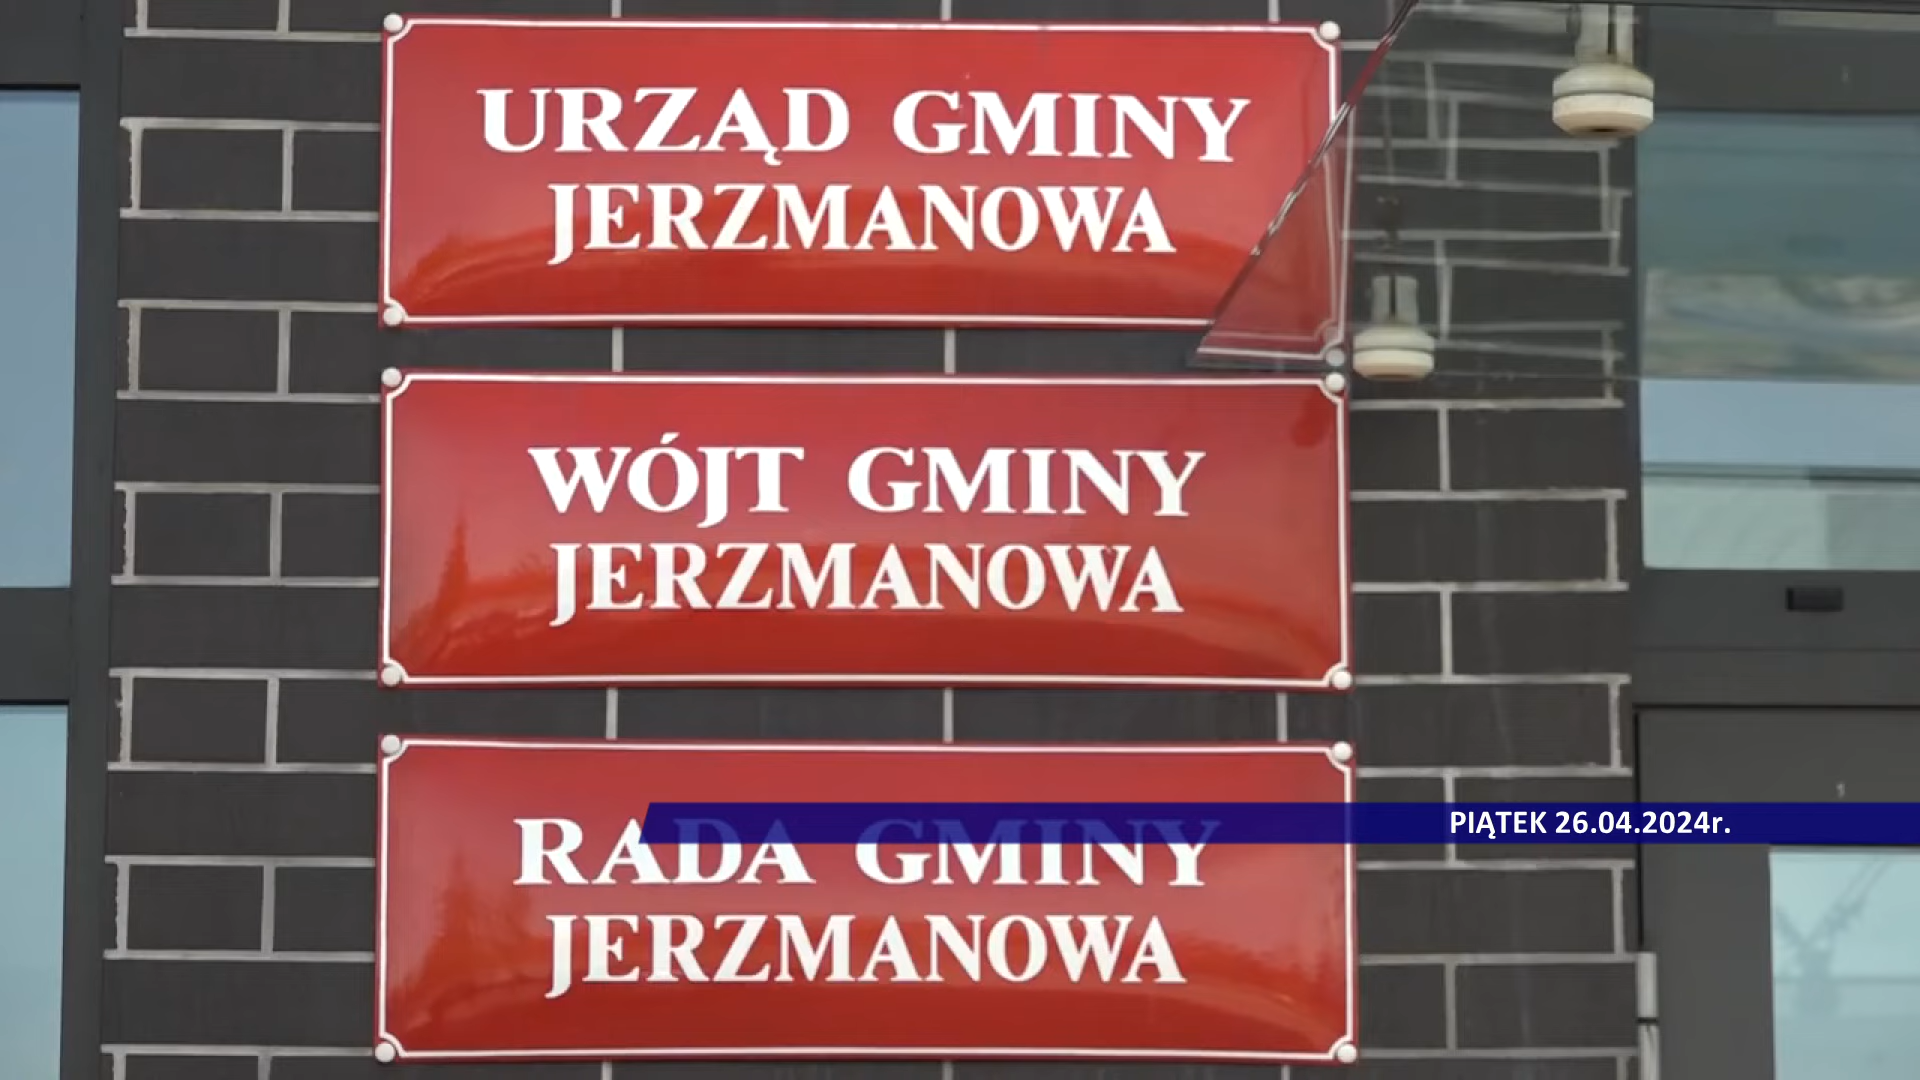 URZĄD GMINY
JERZMANOWA
WÓJT GMINY
JERZMANOWA
RADA GMINY
JERZMANOWA
PIĄTEK 26.04.2024r.